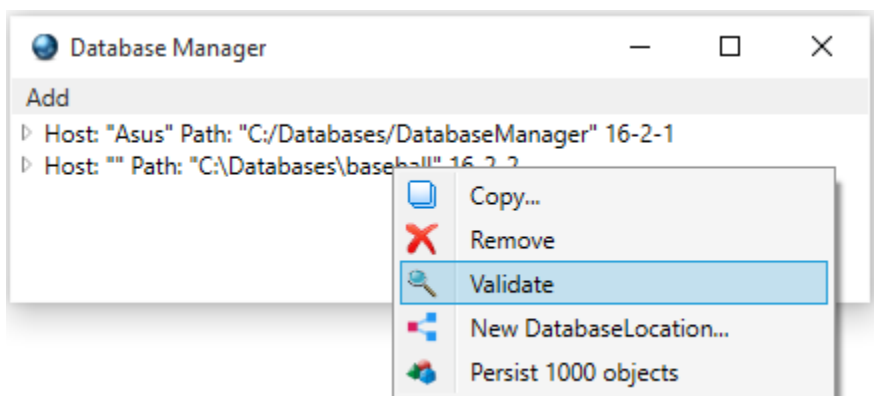 Database Manager
Add
Host: "Asus" Path: "C:/Databases/DatabaseManager" 16-2-1
Host: "" Path: "C:\Databases\baseball" 16-2-2
Copy...
Remove
Validate
New DatabaseLocation...
Persist 1000 objects